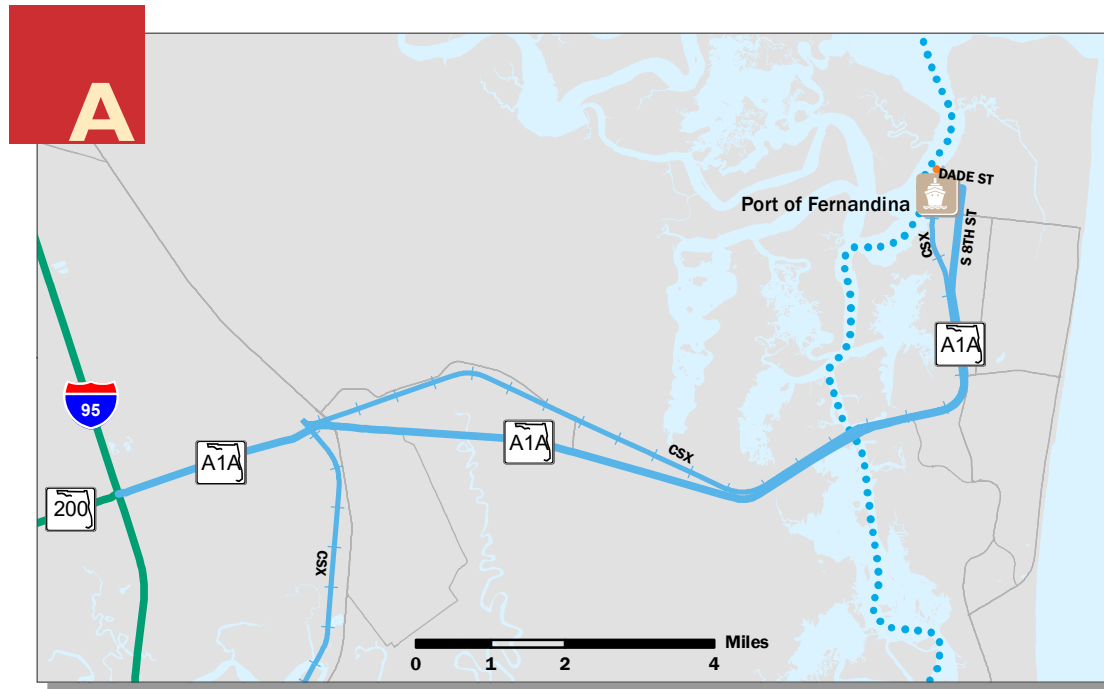 A
DADE ST
Port of Fernandina
CSX
S 8TH ST
A1A
95
A1A
A1A
CSX
200
CSX
Miles
0 1 2 4